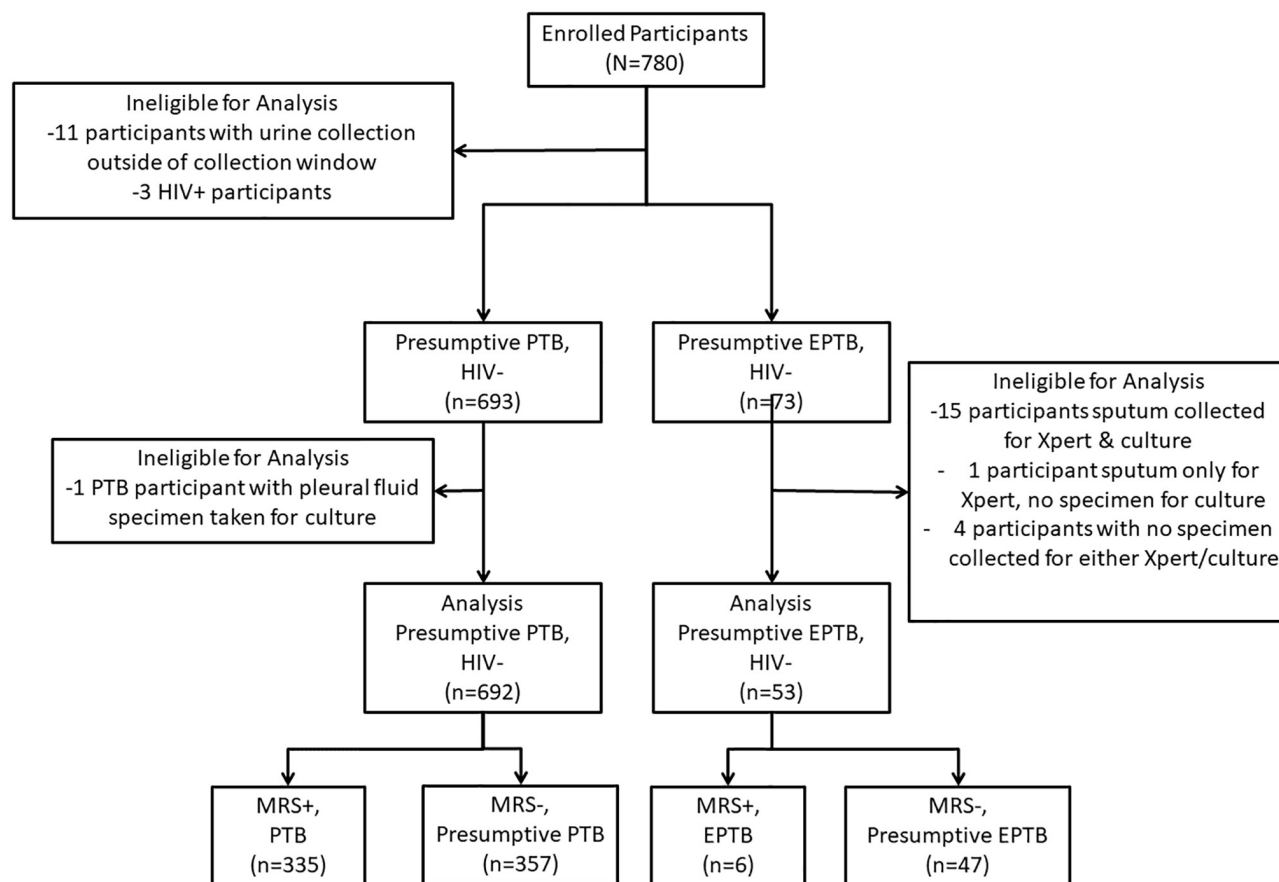 Enrolled Participants
(N=780)
Ineligible for Analysis
-11 participants with urine collection
outside of collection window
-3 HIV+ participants
Presumptive PTB,
HIV-
(n=693)
Presumptive EPTB,
HIV-
(n=73)
Ineligible for Analysis
-1 PTB participant with pleural fluid
specimen taken for culture
Ineligible for Analysis
-15 participants sputum collected
for Xpert & culture
- 1 participant sputum only for
Xpert, no specimen for culture
- 4 participants with no specimen
collected for either Xpert/culture
Analysis
Presumptive PTB,
HIV-
(n=692)
Analysis
Presumptive EPTB,
HIV-
(n=53)
MRS+,
PTB
(n=335)
MRS-,
Presumptive PTB
(n=357)
MRS+,
EPTB
(n=6)
MRS-,
Presumptive EPTB
(n=47)